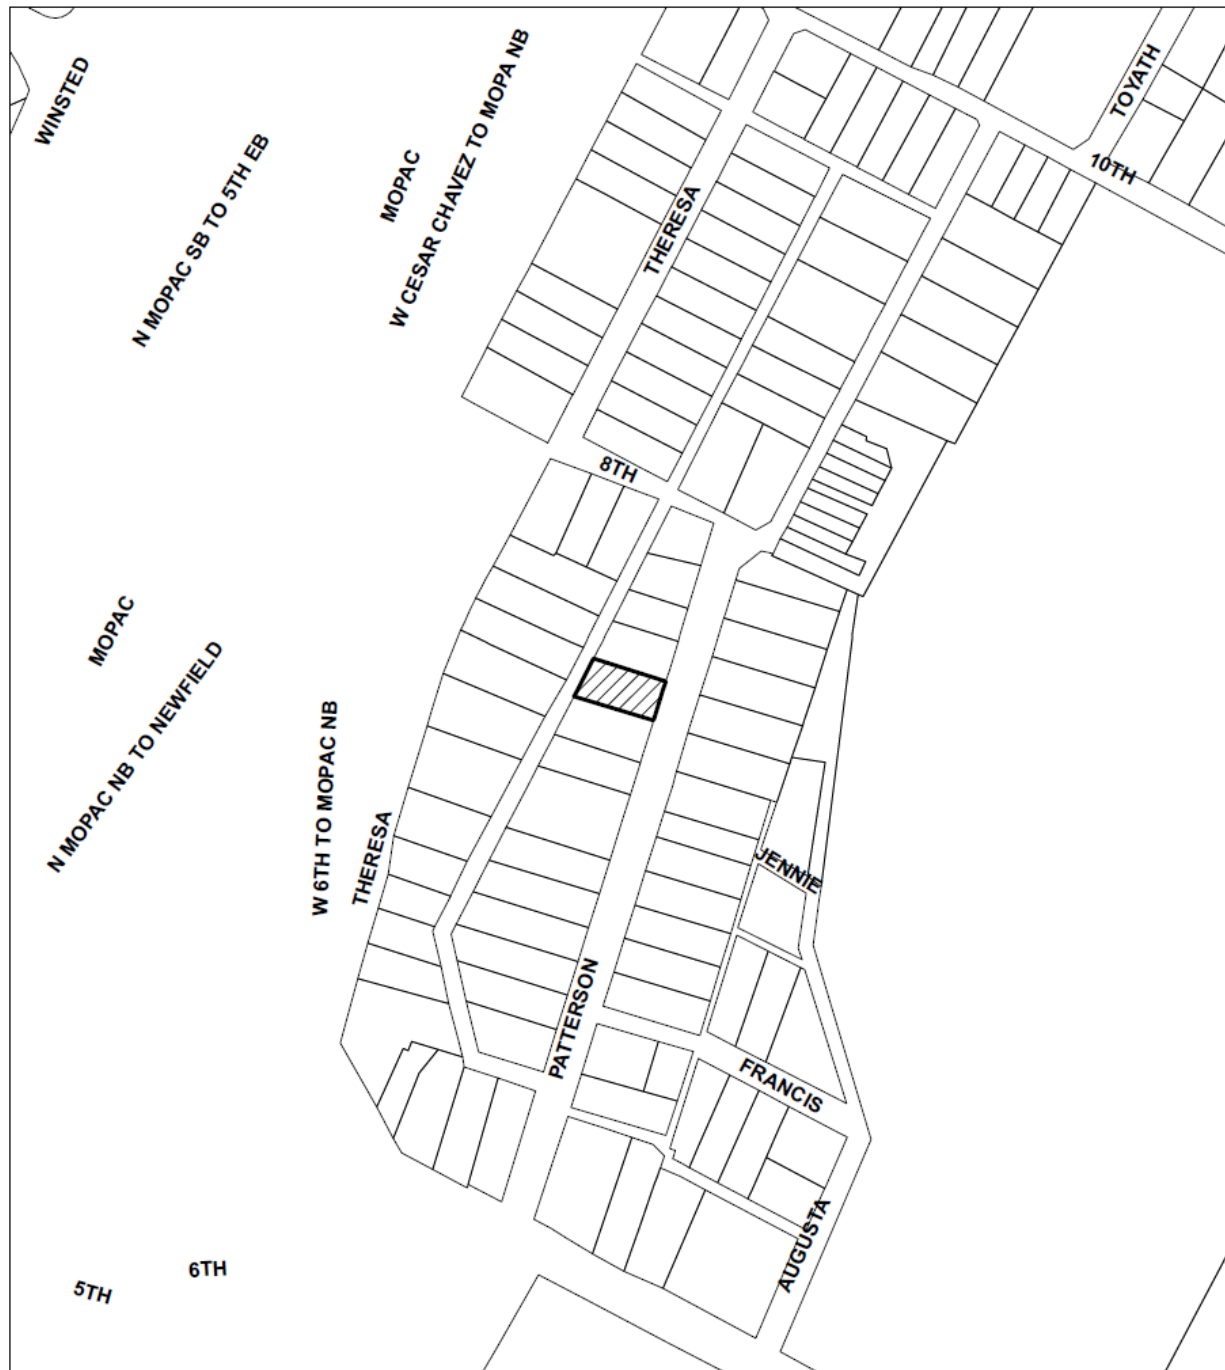 WINSTED
N MOPAC SB TO 5TH EB
MOPAC
W CESAR CHAVEZ TO MOPA NB
THERESA
TOYATH
10TH
8TH
MOPAC
N MOPAC NB TO NEWFIELD
W 6TH TO MOPAC NB
THERESA
JENNIE
PATTERSON
FRANCIS
AUGUSTA
6TH
5TH